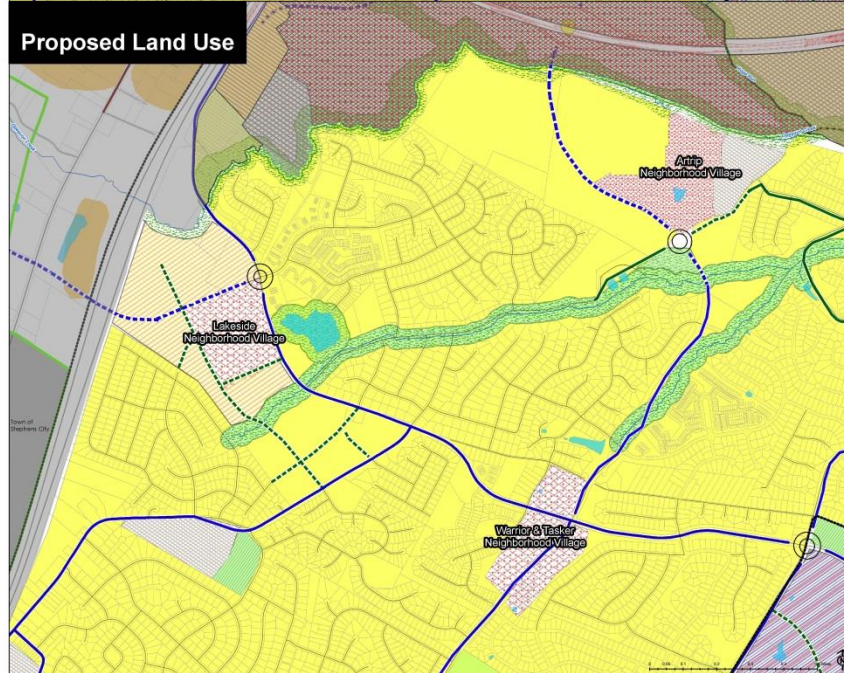 Proposed Land Use
Artrip
Neighborhood Village
Lakeside
Neighborhood Village
Town of
Stephens City
Warrior & Tasker
Neighborhood Village